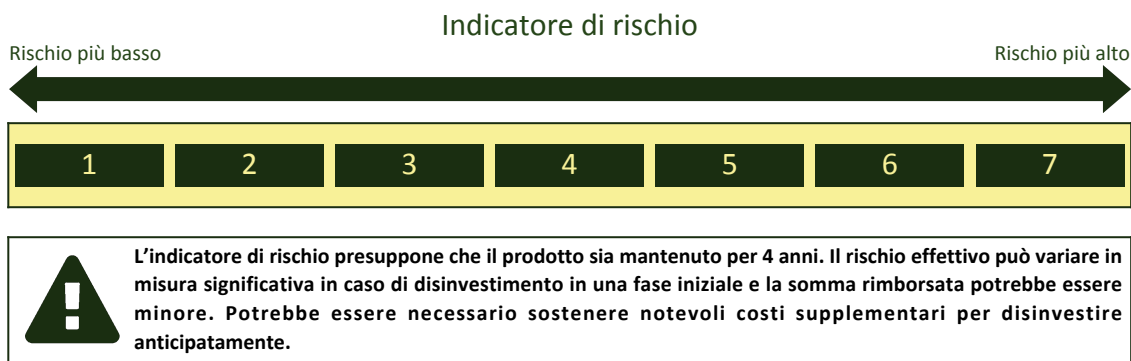 Indicatore di rischio
Rischio più basso
Rischio più alto
1 2 3 4 5 6 7
L’indicatore di rischio presuppone che il prodotto sia mantenuto per 4 anni. Il rischio effettivo può variare in
misura significativa in caso di disinvestimento in una fase iniziale e la somma rimborsata potrebbe essere
minore. Potrebbe essere necessario sostenere notevoli costi supplementari per disinvestire
anticipatamente.